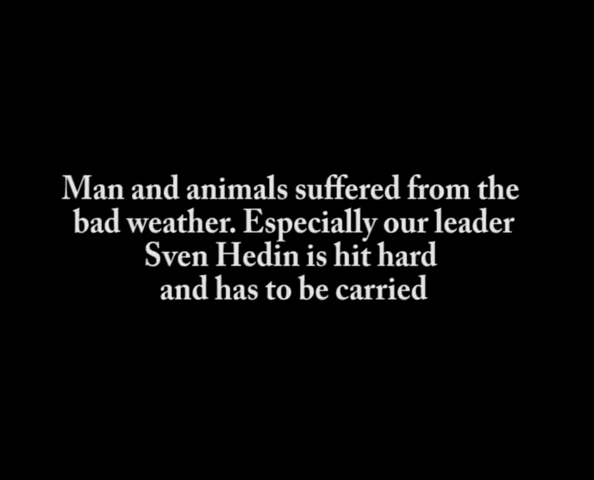 Man and animals suffered from the
bad weather. Especially our leader
Sven Hedin is hit hard
and has to be carried